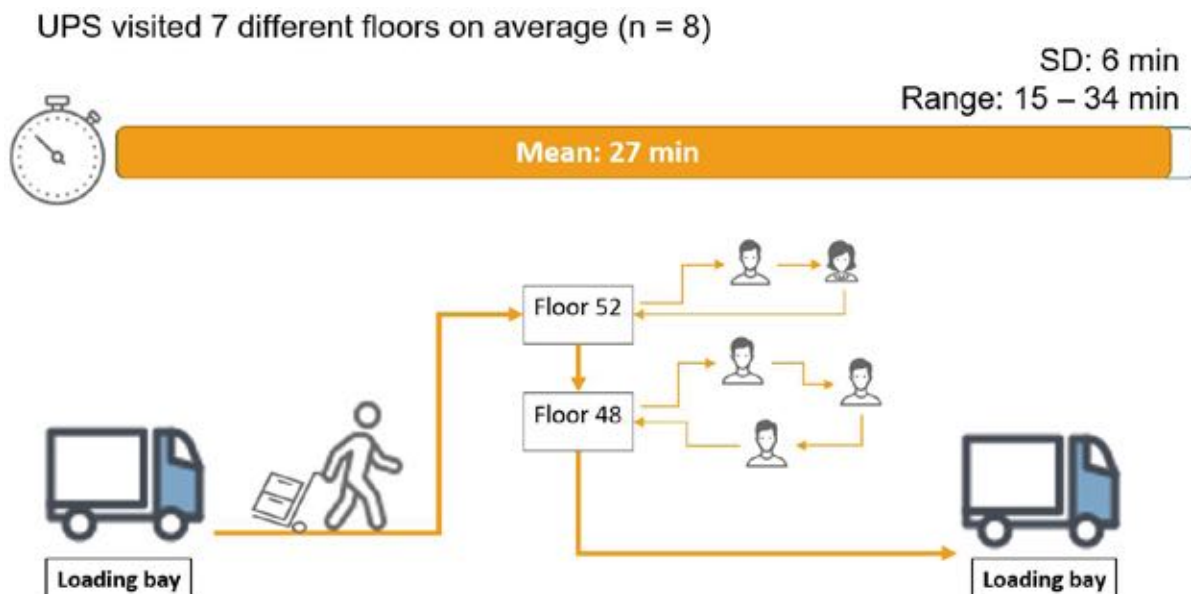 UPS visited 7 different floors on average (n = 8)
SD: 6 min
Range: 15 – 34 min
Mean: 27 min
Floor 52
Floor 48
Loading bay
Loading bay